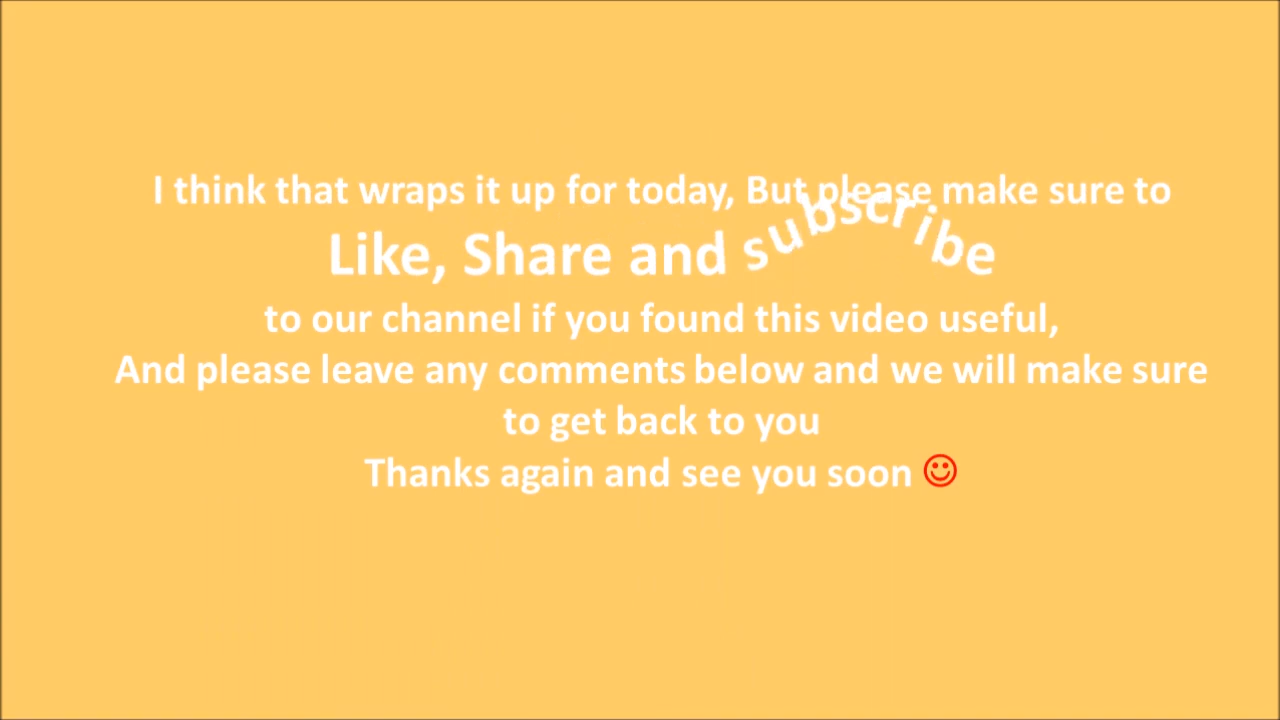 I think that wraps it up for today, But please make sure to
Like, Share and subscribe
to our channel if you found this video useful,
And please leave any comments below and we will make sure
to get back to you
Thanks again and see you soon ☺